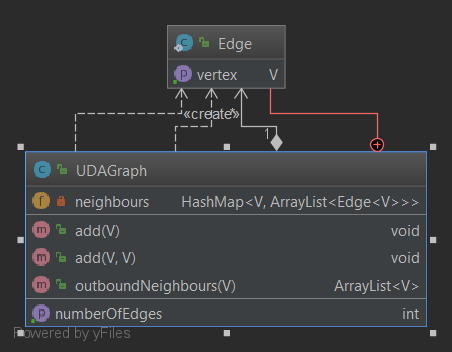 Edge
vertex V
«create»
1
UDAGraph
neighbours HashMap<V, ArrayList<Edge<V>>>
add(V) void
add(V, V) void
outboundNeighbours(V) ArrayList<V>
numberOfEdges int
Powered by yFiles